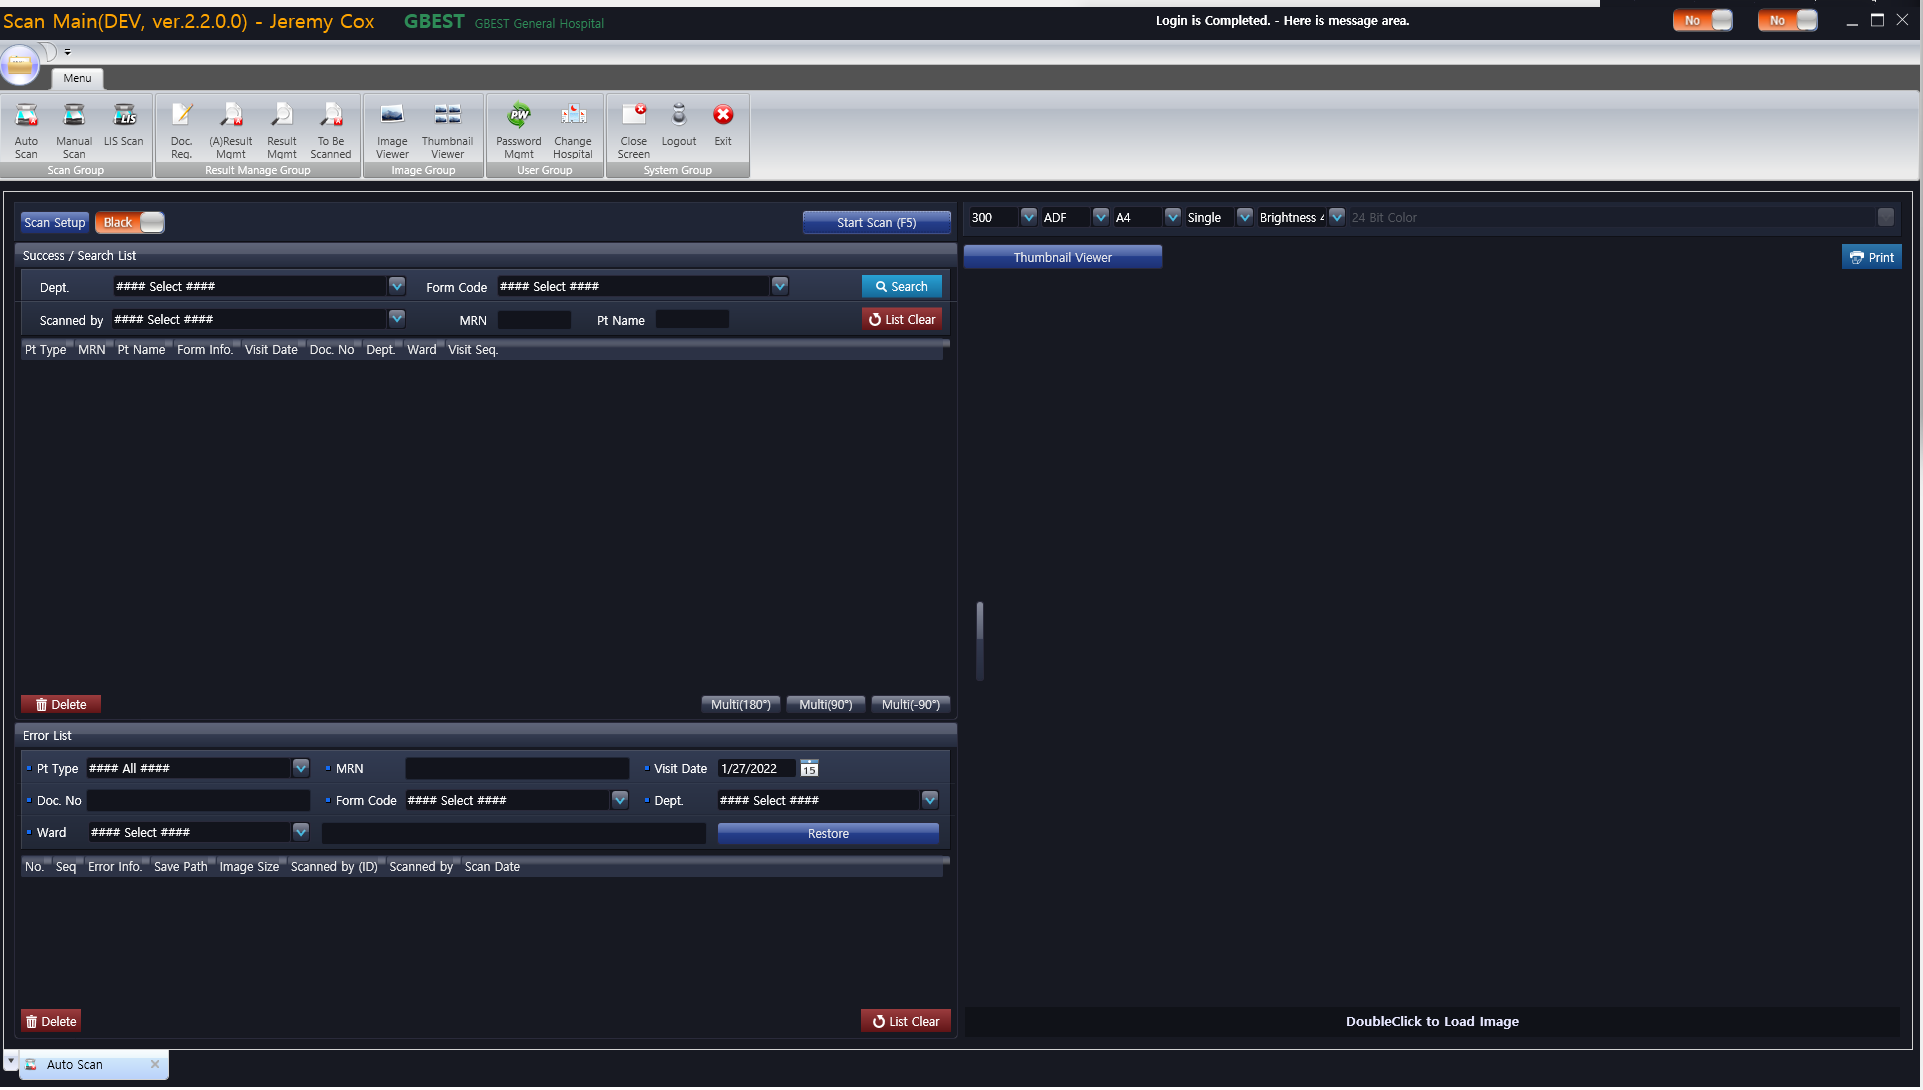 Scan Main(DEV, ver.2.2.0.0) - Jeremy Cox GBEST GBEST General Hospital Login is Completed. - Here is message area. No No
Menu
Auto Scan Manual Scan LIS LIS Scan Doc. Req. (A)Result Mgmt Result Mgmt To Be Scanned Image Viewer Thumbnail Viewer PW Password Mgmt Change Hospital Close Screen Logout Exit
Scan Group Result Manage Group Image Group User Group System Group
Scan Setup Black Start Scan (F5) 300 ADF A4 Single Brightness 24 Bit Color
Success / Search List Thumbnail Viewer Print
Dept. #### Select #### Form Code #### Select #### Search
Scanned by #### Select #### MRN Pt Name List Clear
Pt Type MRN Pt Name Form Info. Visit Date Doc. No Dept. Ward Visit Seq.
Delete Multi(180°) Multi(90°) Multi(-90°)
Error List
Pt Type #### All #### MRN Visit Date 1/27/2022 15
Doc. No Form Code #### Select #### Dept. #### Select ####
Ward #### Select #### Restore
No. Seq Error Info. Save Path Image Size Scanned by (ID) Scanned by Scan Date
Delete List Clear DoubleClick to Load Image
Auto Scan